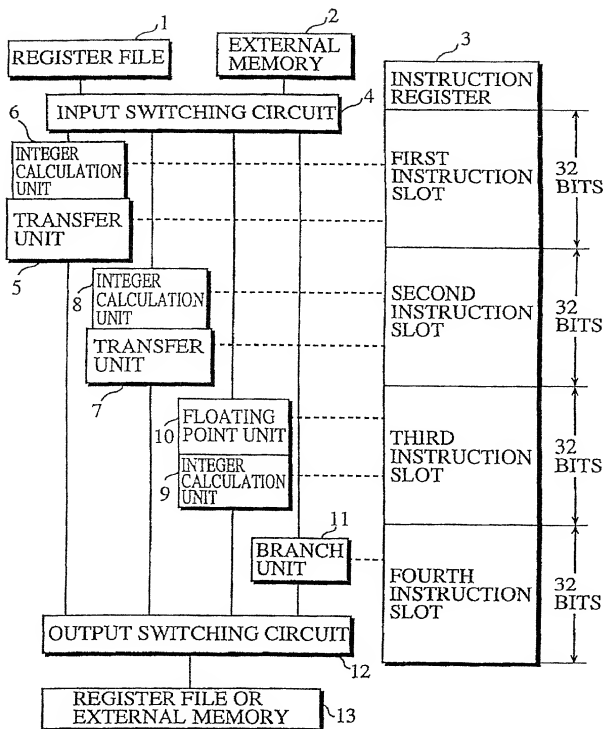 1
REGISTER FILE
2
EXTERNAL
MEMORY
3
INSTRUCTION
REGISTER
INPUT SWITCHING CIRCUIT
4
6
INTEGER
CALCULATION
UNIT
TRANSFER
UNIT
5
FIRST
INSTRUCTION
SLOT
32
BITS
8
INTEGER
CALCULATION
UNIT
TRANSFER
UNIT
7
SECOND
INSTRUCTION
SLOT
32
BITS
10
FLOATING
POINT UNIT
9
INTEGER
CALCULATION
UNIT
THIRD
INSTRUCTION
SLOT
32
BITS
11
BRANCH
UNIT
FOURTH
INSTRUCTION
SLOT
32
BITS
OUTPUT SWITCHING CIRCUIT
12
REGISTER FILE OR
EXTERNAL MEMORY
13